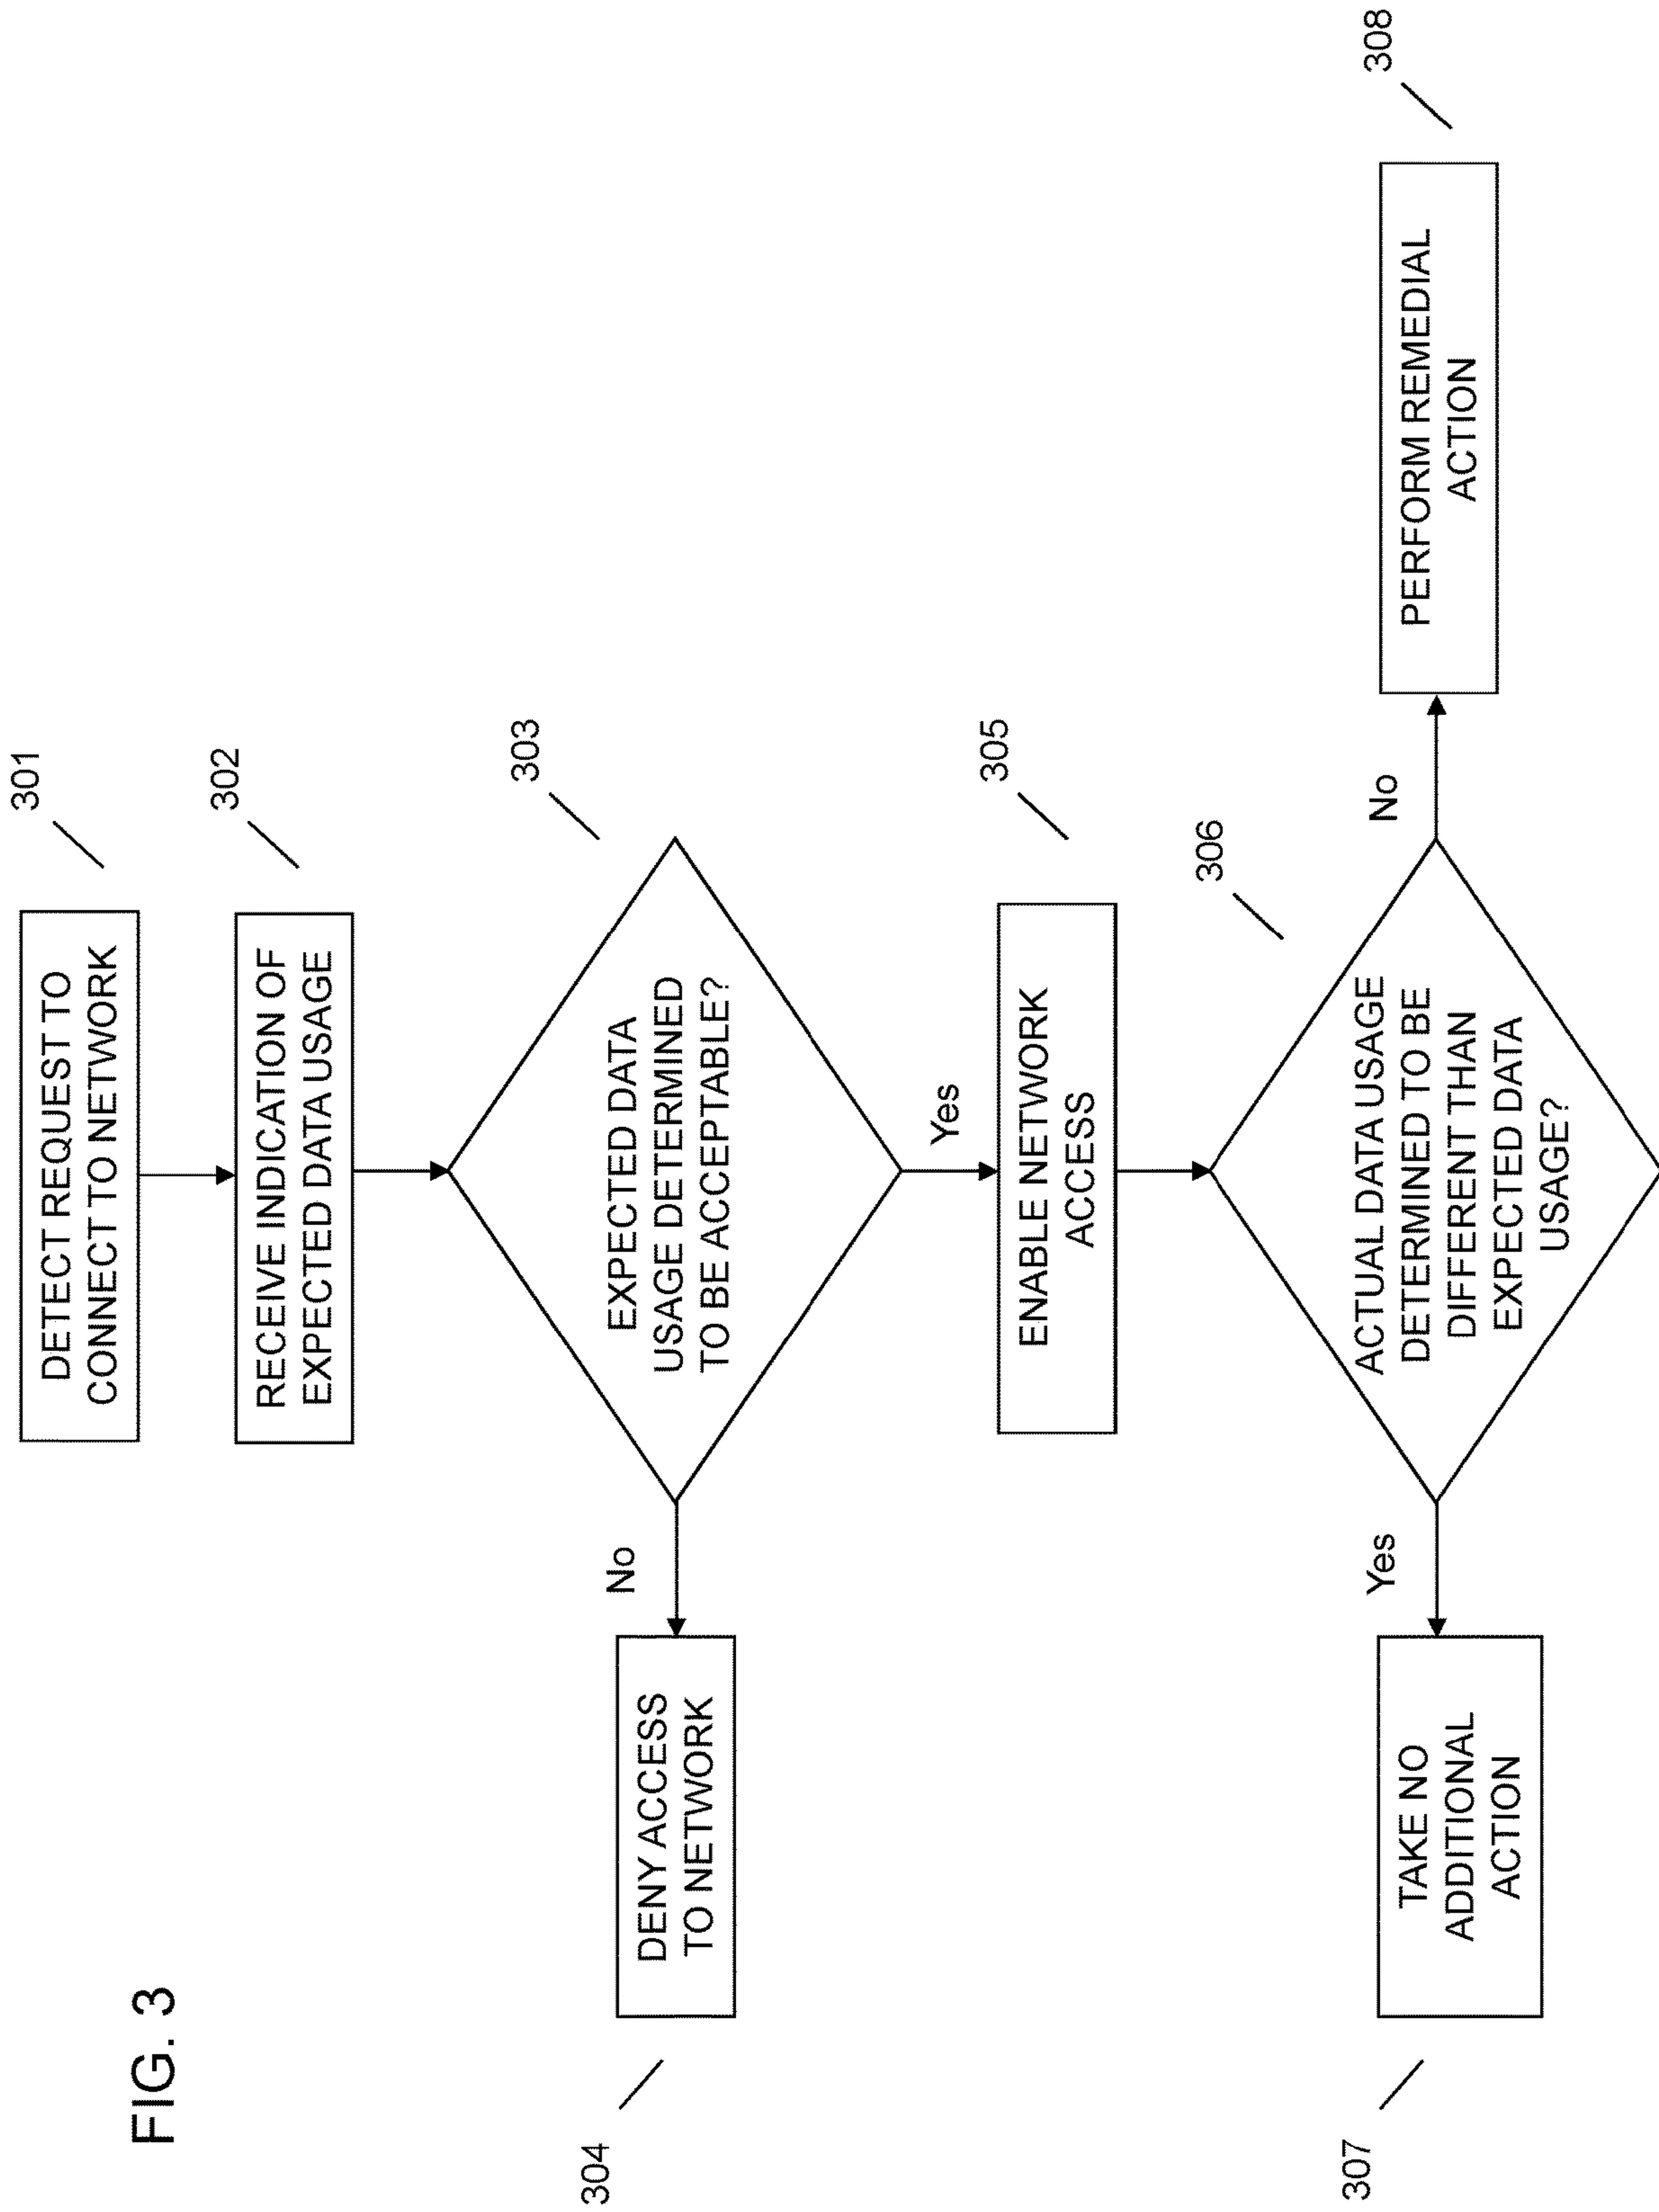 FIG. 3
301
DETECT REQUEST TO
CONNECT TO NETWORK
302
RECEIVE INDICATION OF
EXPECTED DATA USAGE
303
EXPECTED DATA
USAGE DETERMINED
TO BE ACCEPTABLE?
No
304
DENY ACCESS
TO NETWORK
Yes
305
ENABLE NETWORK
ACCESS
306
ACTUAL DATA USAGE
DETERMINED TO BE
DIFFERENT THAN
EXPECTED DATA
USAGE?
Yes
307
TAKE NO
ADDITIONAL
ACTION
No
308
PERFORM REMEDIAL
ACTION